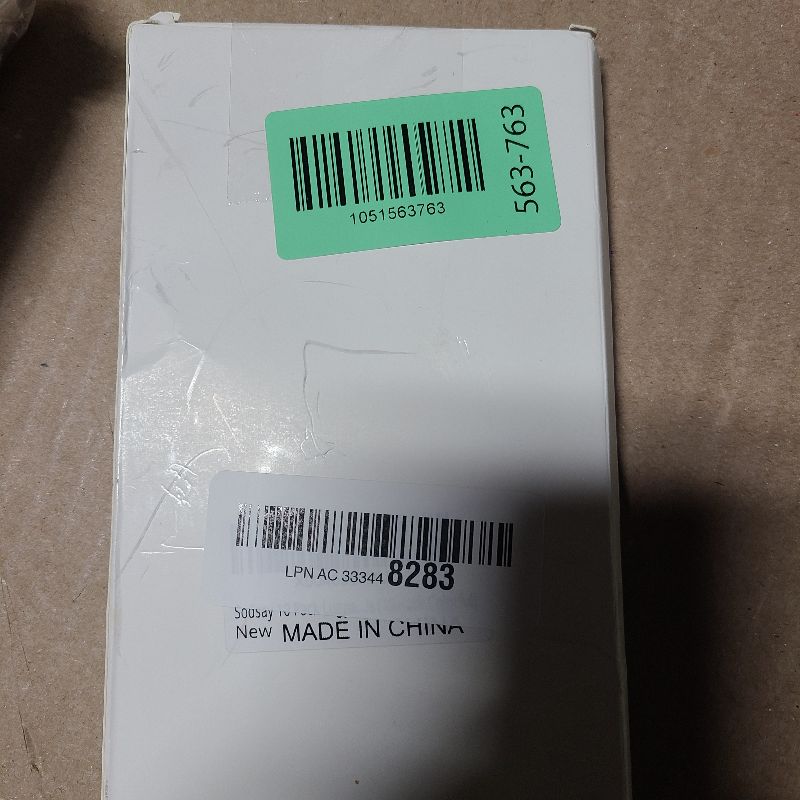 1051563763
563-763
LPN AC 33344 8283
New MADE IN CHINA